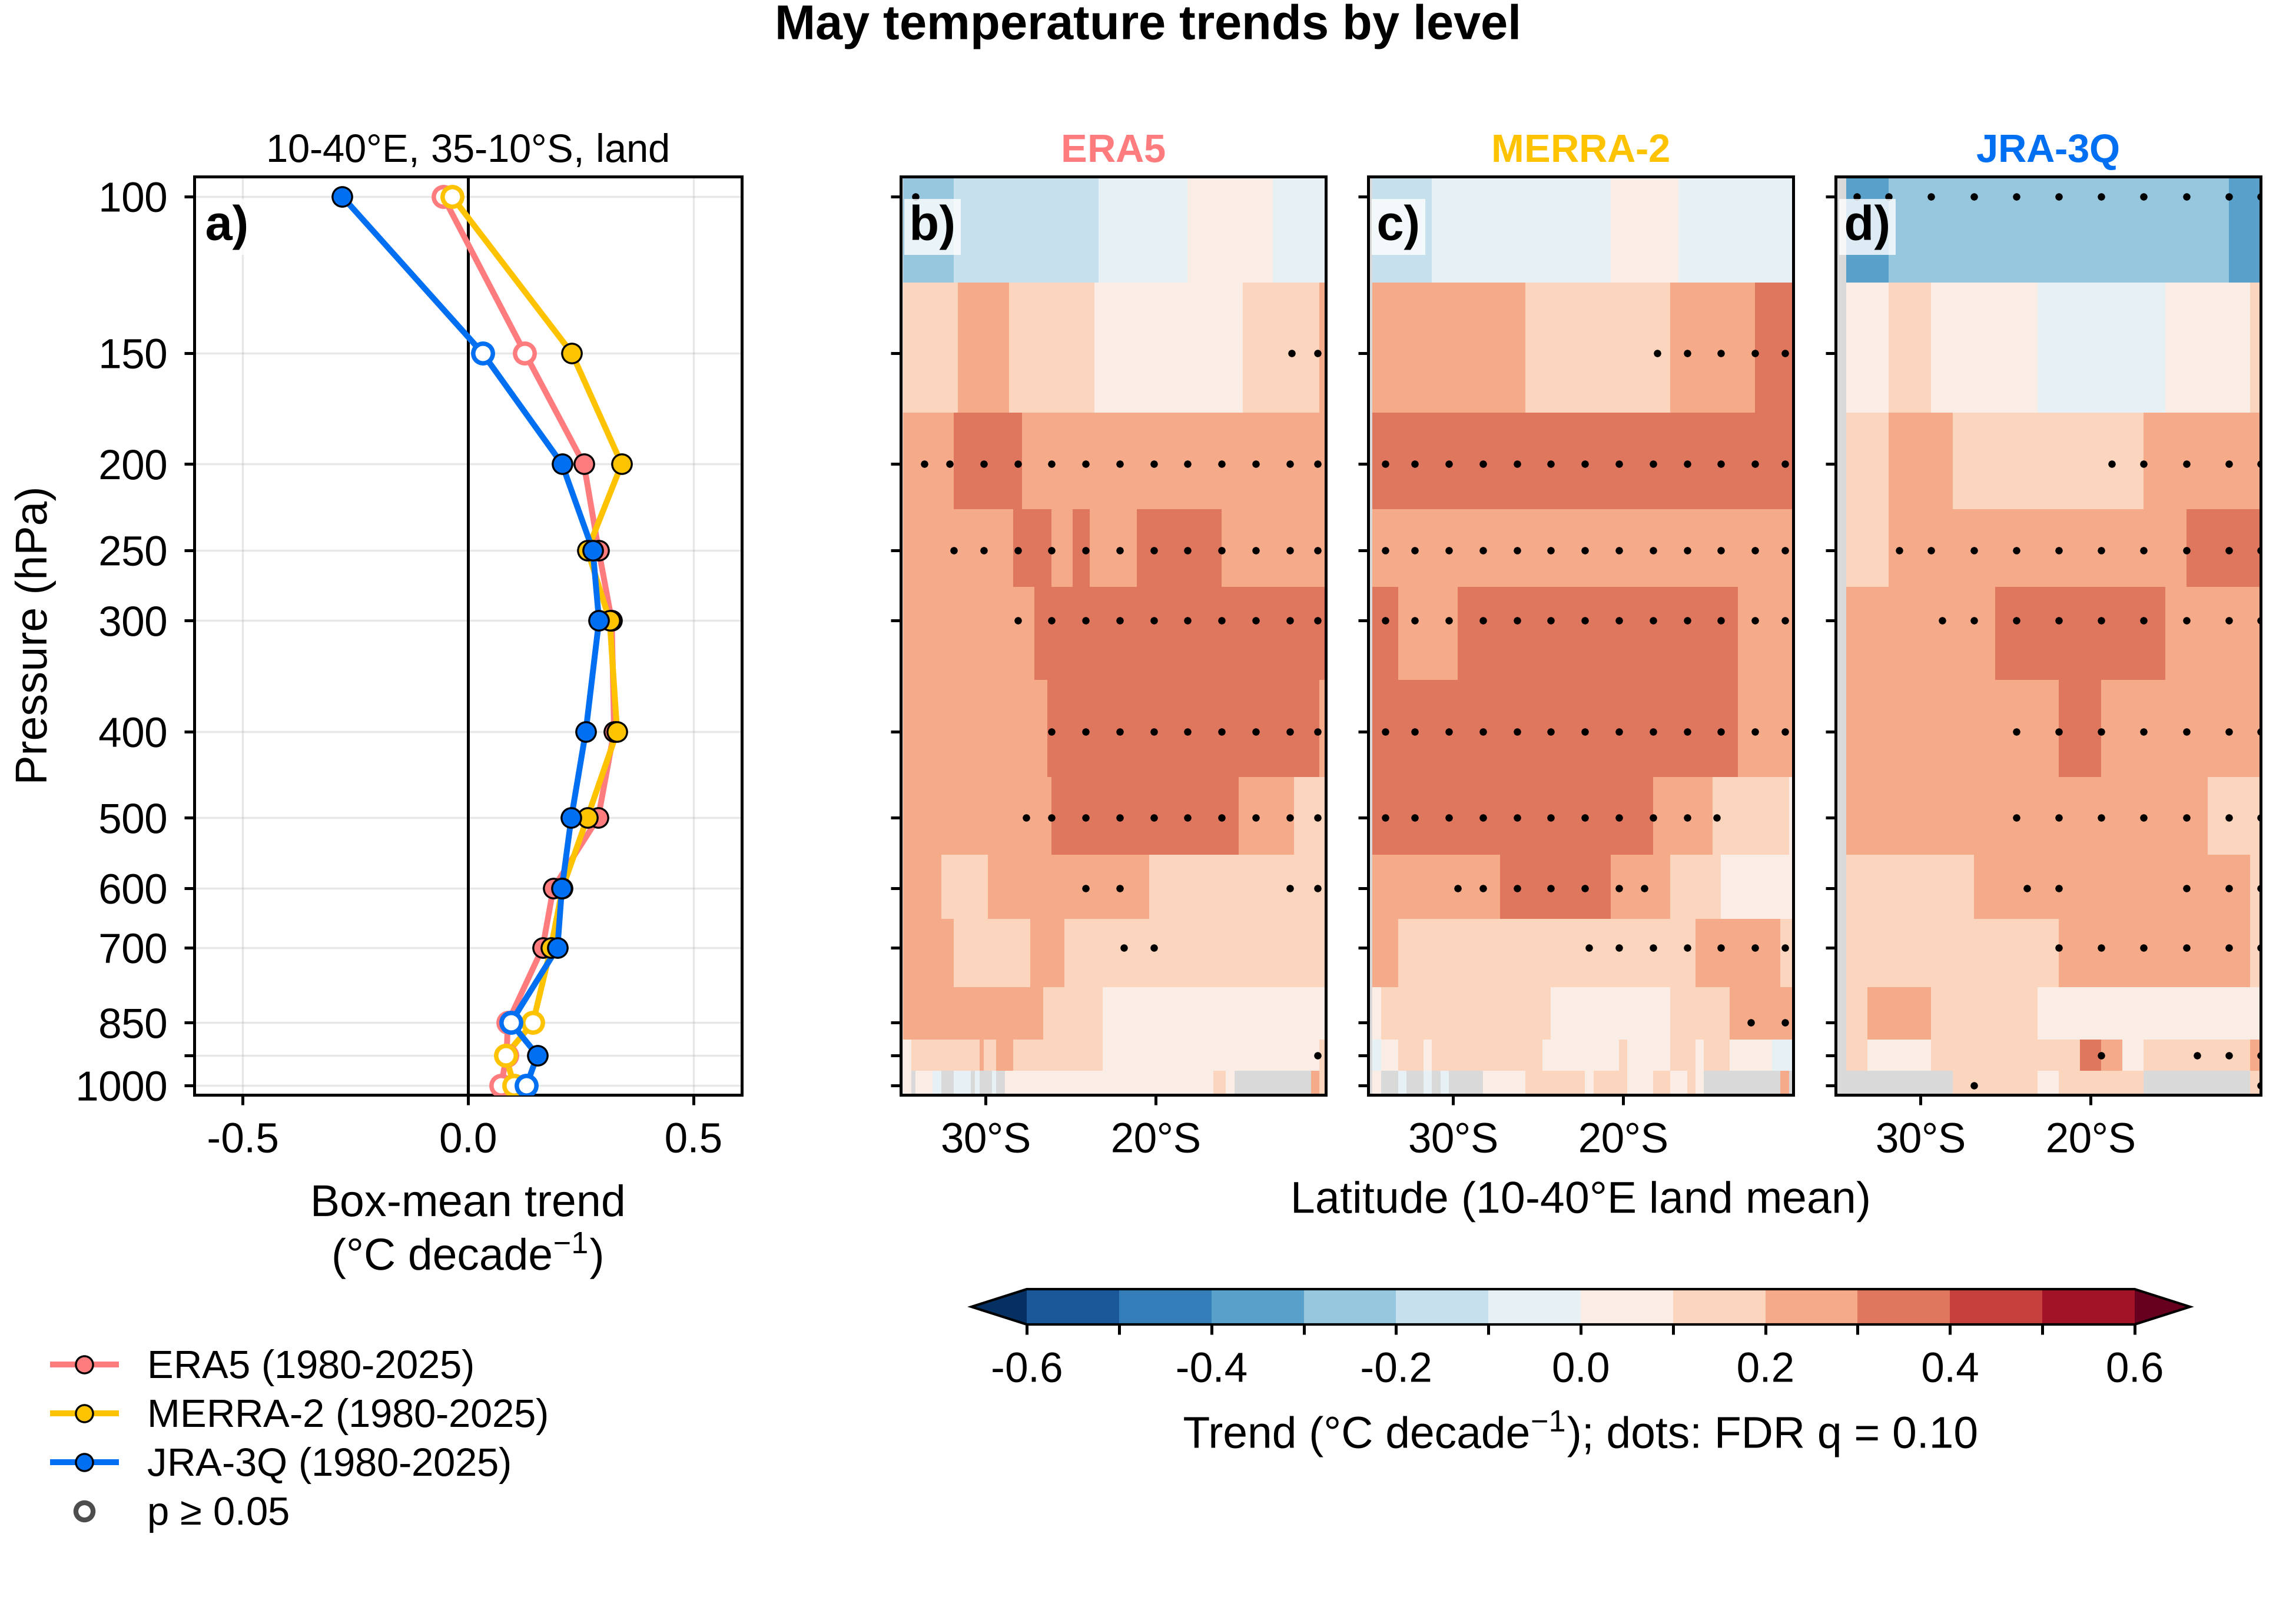 May temperature trends by level
10-40°E, 35-10°S, land
ERA5
MERRA-2
JRA-3Q
a)
b)
c)
d)
Pressure (hPa)
100
150
200
250
300
400
500
600
700
850
1000
-0.5 0.0 0.5
30°S 20°S
30°S 20°S
30°S 20°S
Box-mean trend
(°C decade⁻¹)
Latitude (10-40°E land mean)
ERA5 (1980-2025)
MERRA-2 (1980-2025)
JRA-3Q (1980-2025)
p ≥ 0.05
-0.6 -0.4 -0.2 0.0 0.2 0.4 0.6
Trend (°C decade⁻¹); dots: FDR q = 0.10